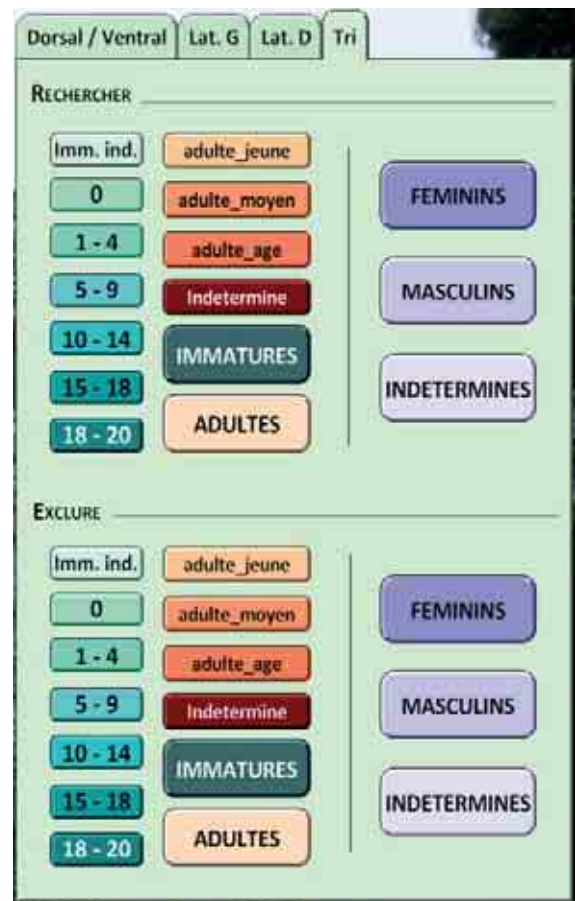 Dorsal / Ventral Lat. G Lat. D Tri
RECHERCHER
Imm. ind. adulte_jeune
0 adulte_moyen FEMININS
1 - 4 adulte_age
5 - 9 Indetermine MASCULINS
10 - 14 IMMATURES
15 - 18 INDETERMINES
18 - 20 ADULTES
EXCLURE
Imm. ind. adulte_jeune
0 adulte_moyen FEMININS
1 - 4 adulte_age
5 - 9 Indetermine MASCULINS
10 - 14 IMMATURES
15 - 18 INDETERMINES
18 - 20 ADULTES